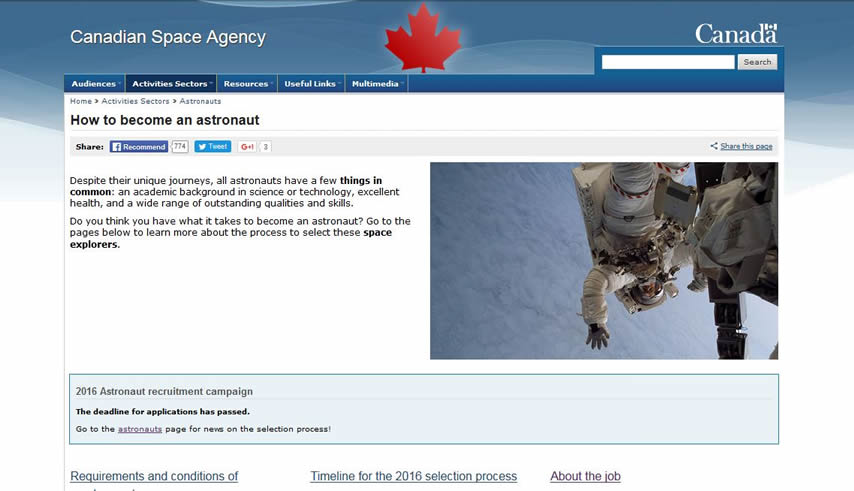 Canadian Space Agency
Canada
Search
Audiences
Activities Sectors
Resources
Useful Links
Multimedia
Home > Activities Sectors > Astronauts
How to become an astronaut
Share:
Recommend
774
Tweet
G+1
3
Share this page
Despite their unique journeys, all astronauts have a few things in
common: an academic background in science or technology, excellent
health, and a wide range of outstanding qualities and skills.
Do you think you have what it takes to become an astronaut? Go to the
pages below to learn more about the process to select these space
explorers.
2016 Astronaut recruitment campaign
The deadline for applications has passed.
Go to the astronauts page for news on the selection process!
Requirements and conditions of
Timeline for the 2016 selection process
About the job